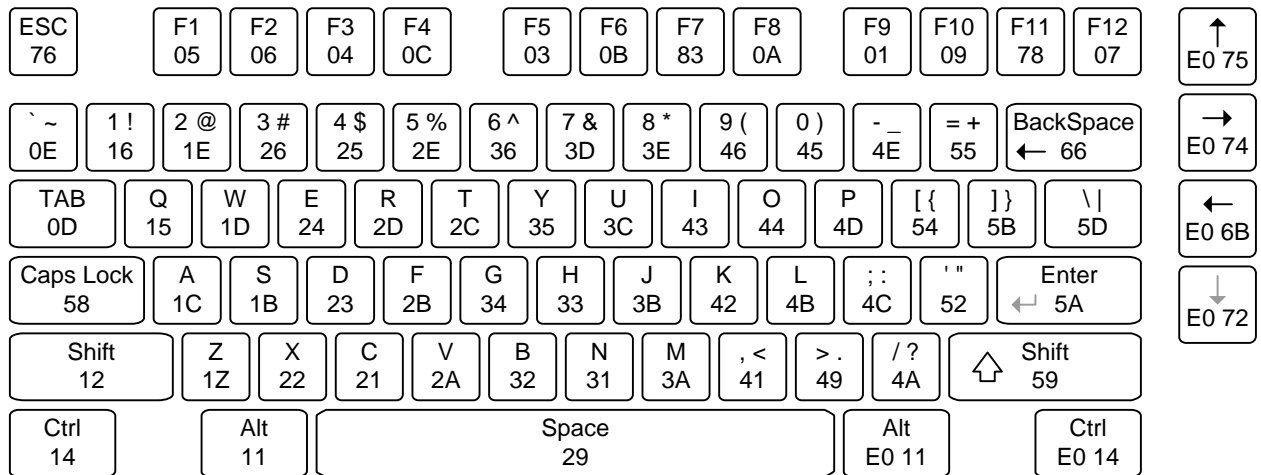 ESC F1 F2 F3 F4 F5 F6 F7 F8 F9 F10 F11 F12 ↑
76 05 06 04 0C 03 0B 83 0A 01 09 78 07 E0 75
` ~ 1 ! 2 @ 3 # 4 $ 5 % 6 ^ 7 & 8 * 9 ( 0 ) - _ = + BackSpace →
0E 16 1E 26 25 2E 36 3D 3E 46 45 4E 55 ← 66 E0 74
TAB Q W E R T Y U I O P [ { ] } \ | ←
0D 15 1D 24 2D 2C 35 3C 43 44 4D 54 5B 5D E0 6B
Caps Lock A S D F G H J K L ; : ' " Enter ↓
58 1C 1B 23 2B 34 33 3B 42 4B 4C 52 ↵ 5A E0 72
Shift Z X C V B N M , < > . / ? ⇧ Shift
12 1Z 22 21 2A 32 31 3A 41 49 4A 59
Ctrl Alt Space Alt Ctrl
14 11 29 E0 11 E0 14